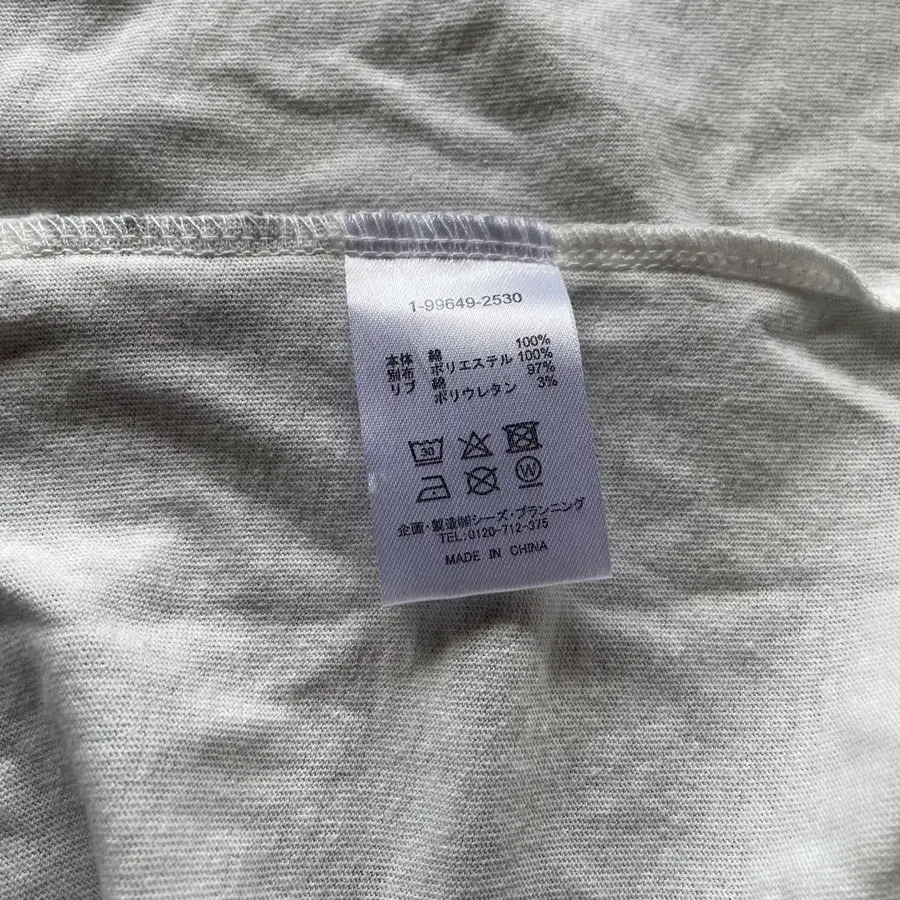 1-99649-2530
本体 綿 100%
別布 ポリエステル 100%
リブ 綿 97%
ポリウレタン 3%
30
W
企画・製造㈱シーズ・プランニング
TEL:0120-712-375
MADE IN CHINA